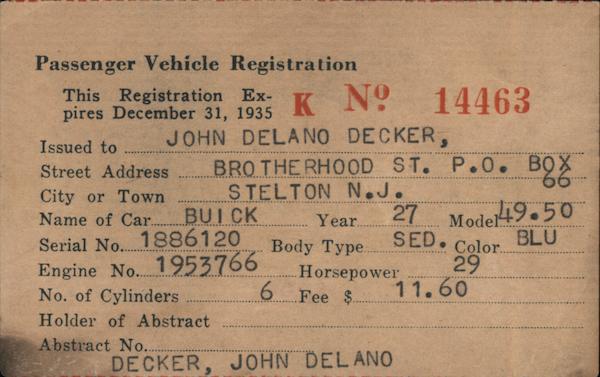 Passenger Vehicle Registration
This Registration Ex-
pires December 31, 1935 K No 14463
Issued to JOHN DELANO DECKER,
Street Address BROTHERHOOD ST. P.O. BOX
66
City or Town STELTON N.J.
Name of Car BUICK Year 27 Model 49.50
Serial No. 1886120 Body Type SED. Color BLU
Engine No. 1953766 Horsepower 29
No. of Cylinders 6 Fee $ 11.60
Holder of Abstract
Abstract No.
DECKER, JOHN DELANO